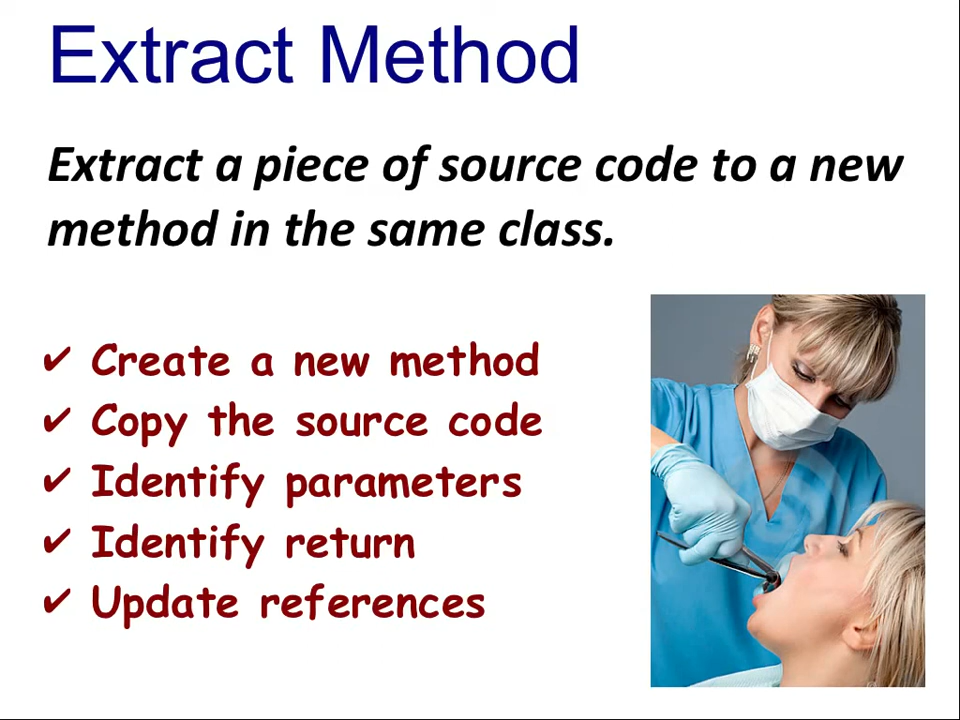 Extract Method
Extract a piece of source code to a new
method in the same class.
✔ Create a new method
✔ Copy the source code
✔ Identify parameters
✔ Identify return
✔ Update references